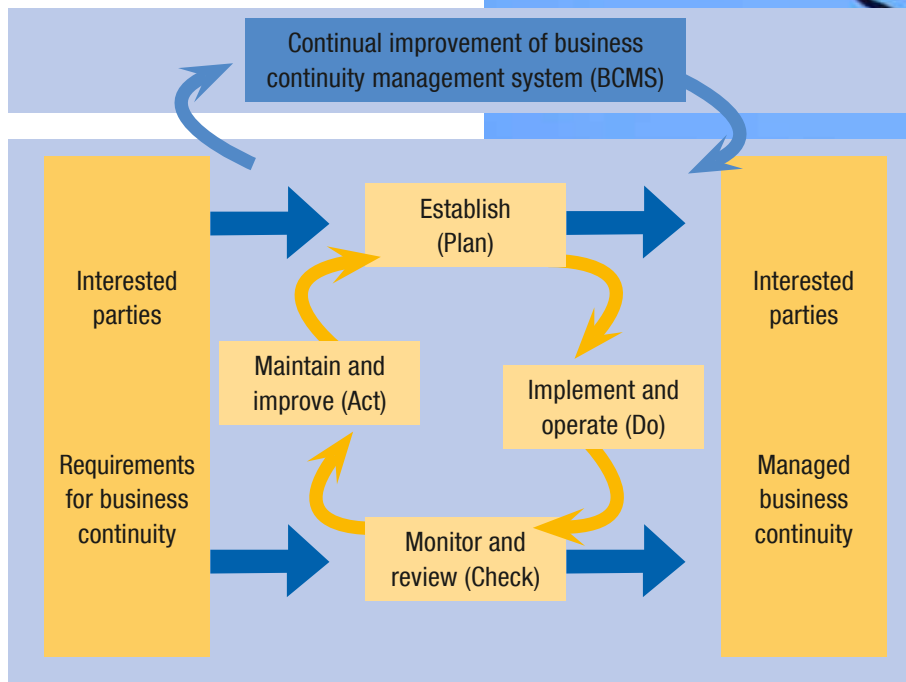 Continual improvement of business
continuity management system (BCMS)
Interested
parties
Requirements
for business
continuity
Establish
(Plan)
Maintain and
improve (Act)
Implement and
operate (Do)
Monitor and
review (Check)
Interested
parties
Managed
business
continuity